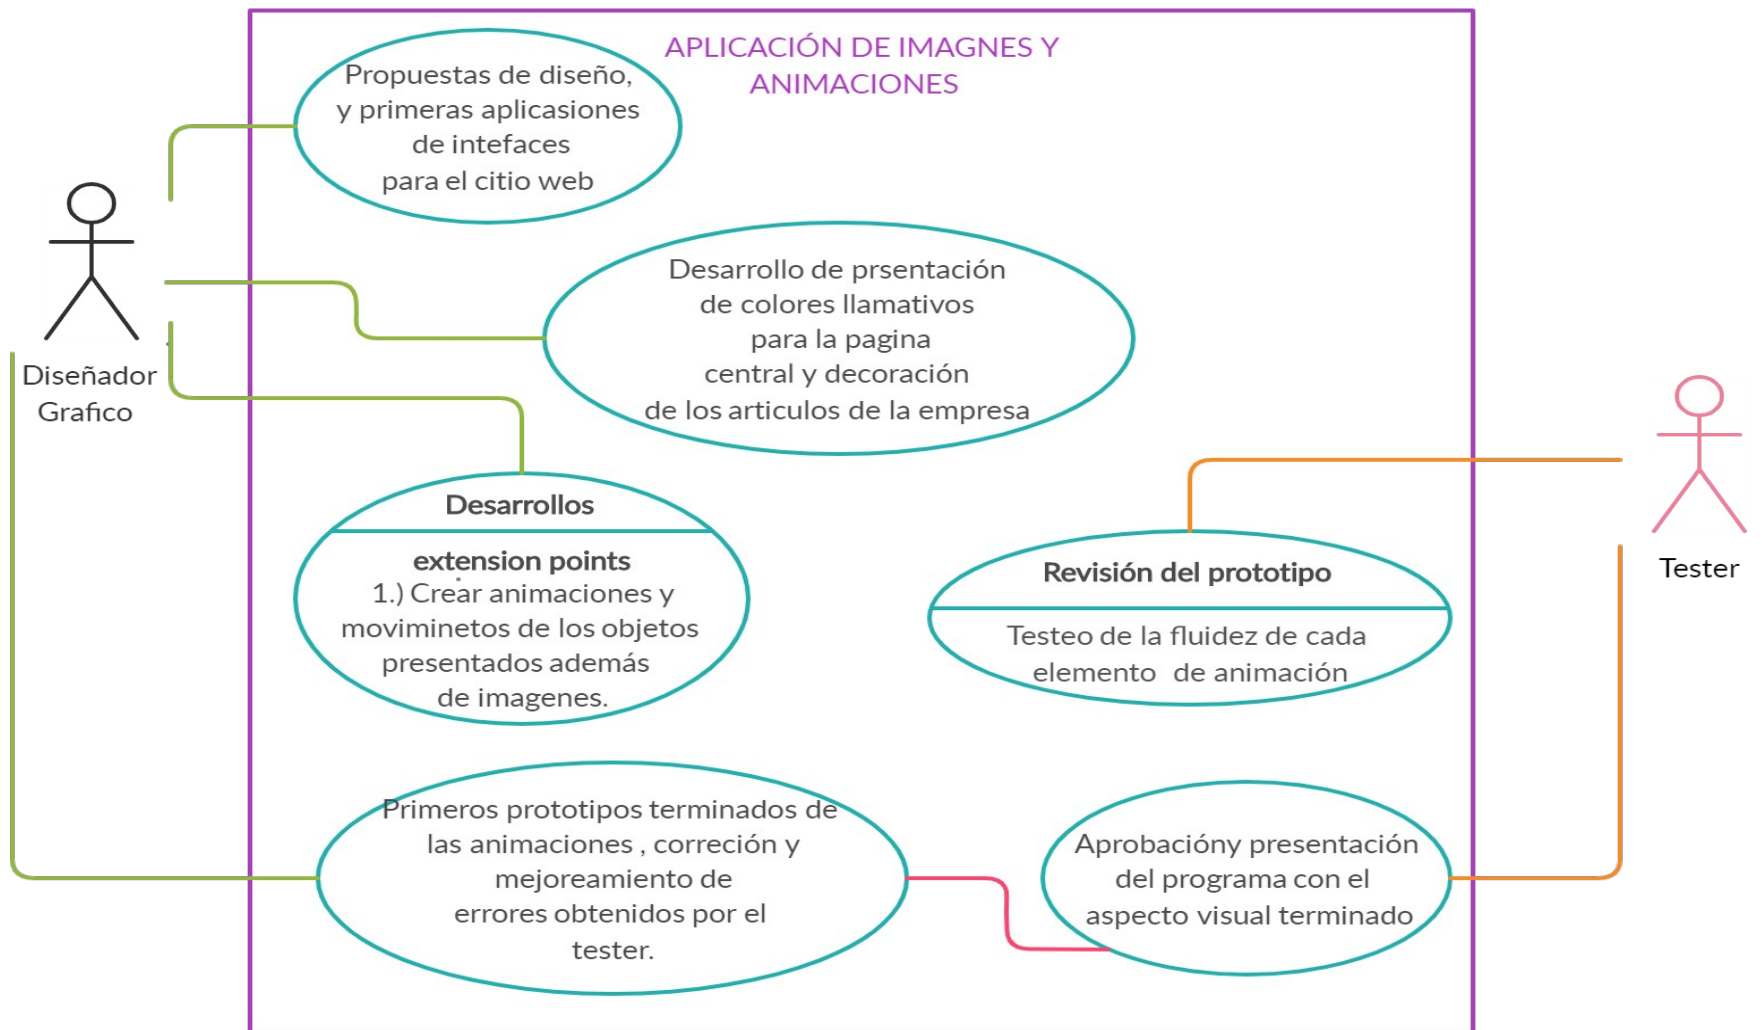 APLICACIÓN DE IMAGNES Y
ANIMACIONES
Propuestas de diseño,
y primeras aplicasiones
de intefaces
para el citio web
Desarrollo de prsentación
de colores llamativos
para la pagina
central y decoración
de los articulos de la empresa
Diseñador
Grafico
Desarrollos
extension points
1.) Crear animaciones y
moviminetos de los objetos
presentados además
de imagenes.
Revisión del prototipo
Testeo de la fluidez de cada
elemento de animación
Tester
Primeros prototipos terminados de
las animaciones , correción y
mejoreamiento de
errores obtenidos por el
tester.
Aprobacióny presentación
del programa con el
aspecto visual terminado